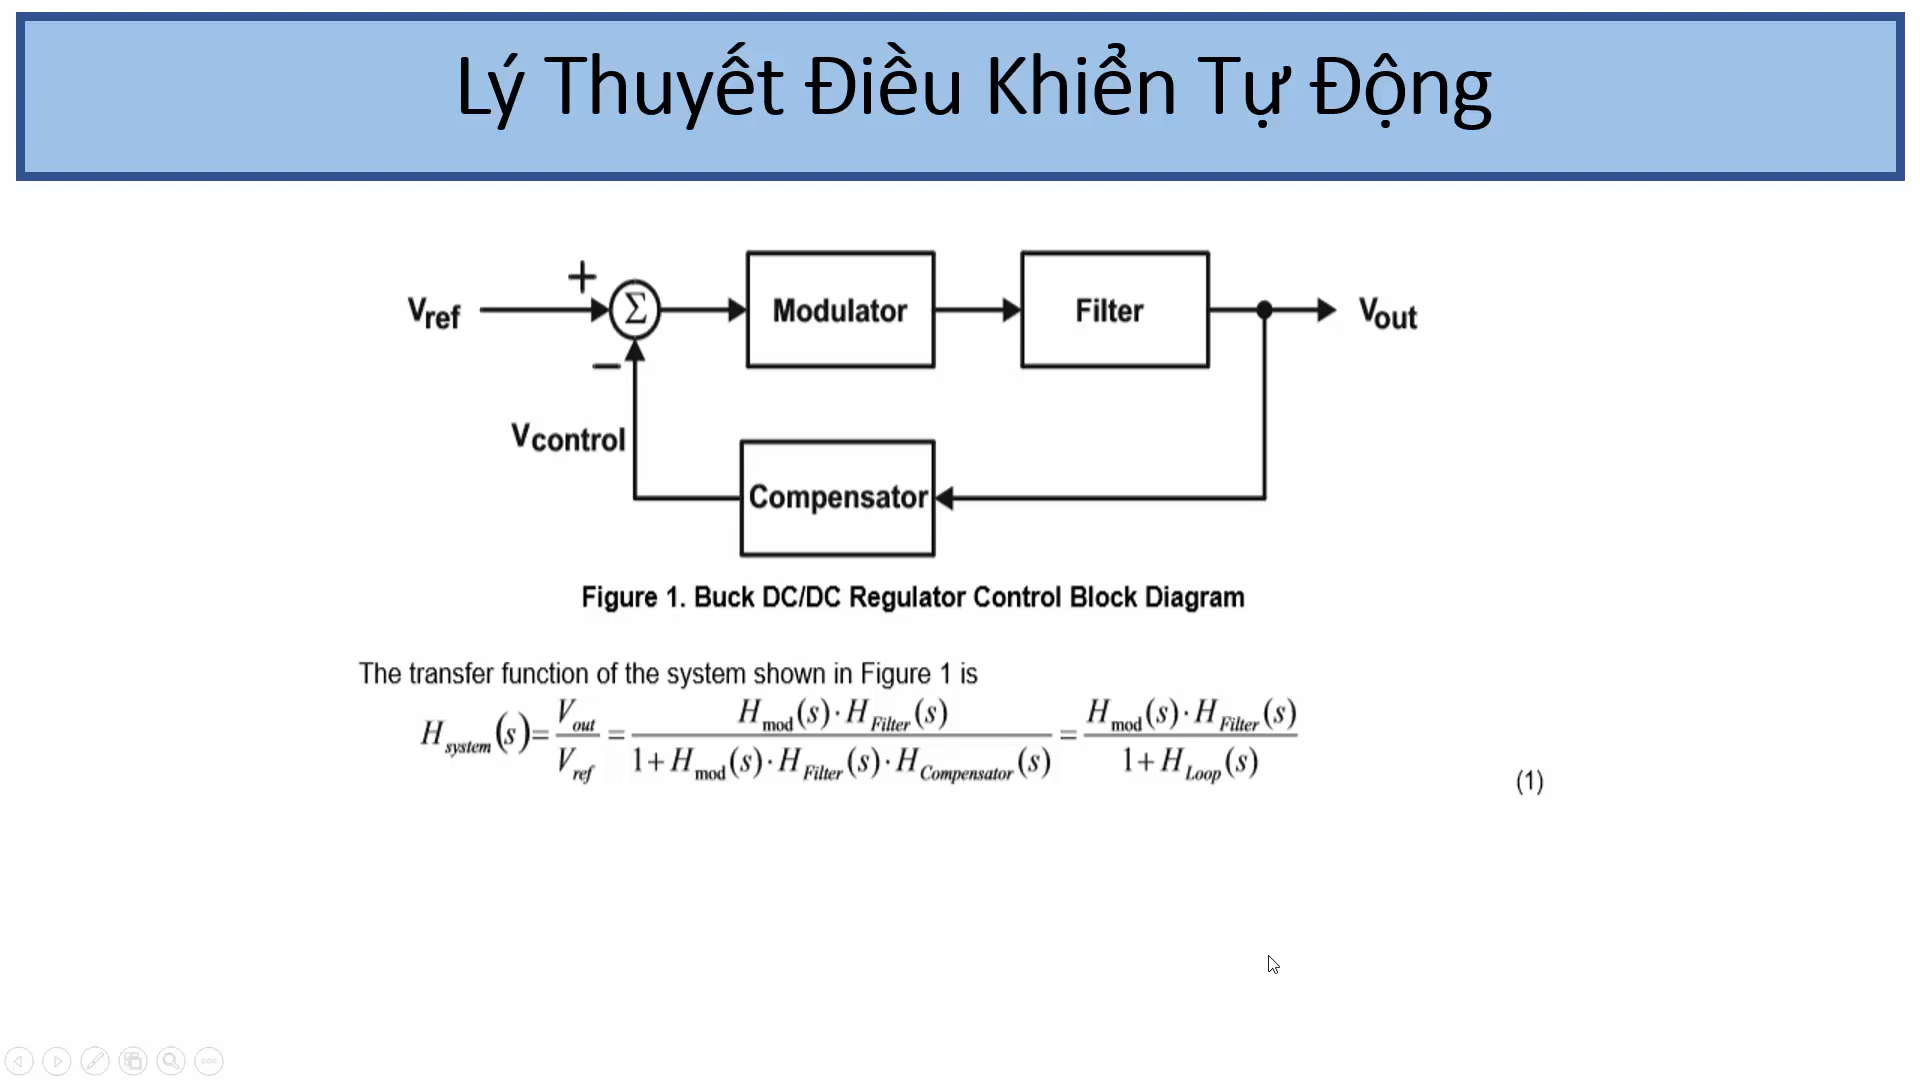 Lý Thuyết Điều Khiển Tự Động
Vref + Σ Modulator Filter Vout
−
Vcontrol
Compensator
Figure 1. Buck DC/DC Regulator Control Block Diagram
The transfer function of the system shown in Figure 1 is
H_system(s) = V_out / V_ref = H_mod(s)·H_Filter(s) / (1+H_mod(s)·H_Filter(s)·H_Compensator(s)) = H_mod(s)·H_Filter(s) / (1+H_Loop(s))
(1)